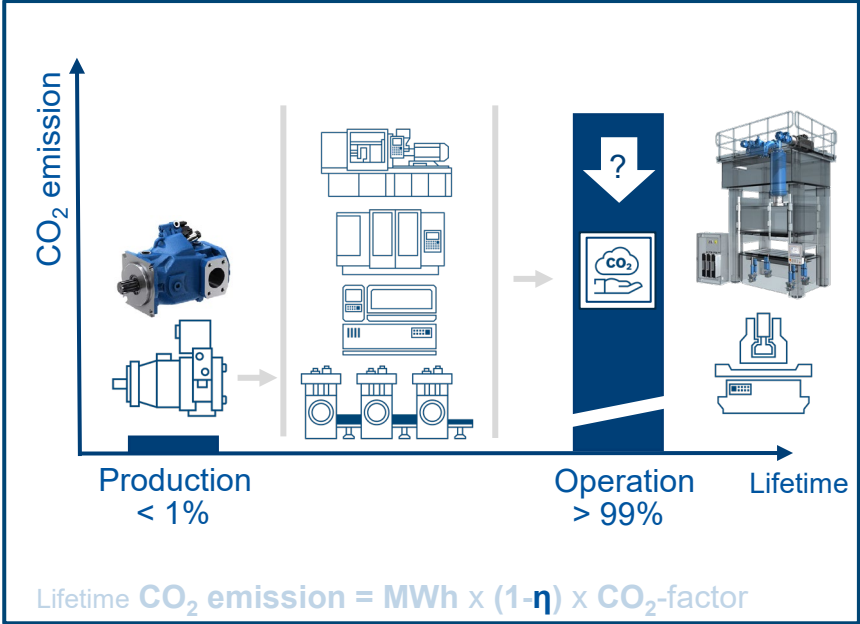 CO₂ emission
?
CO₂
Production
< 1%
Operation
> 99%
Lifetime
Lifetime CO₂ emission = MWh x (1-η) x CO₂-factor